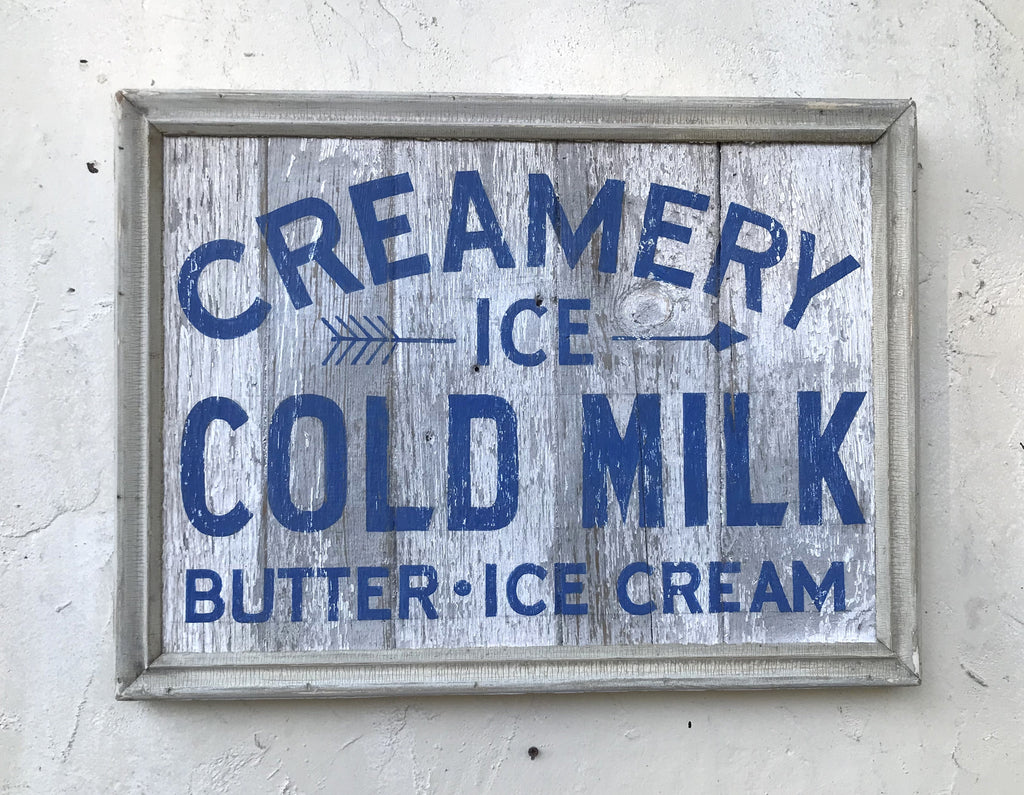 CREAMERY
ICE
COLD MILK
BUTTER • ICE CREAM